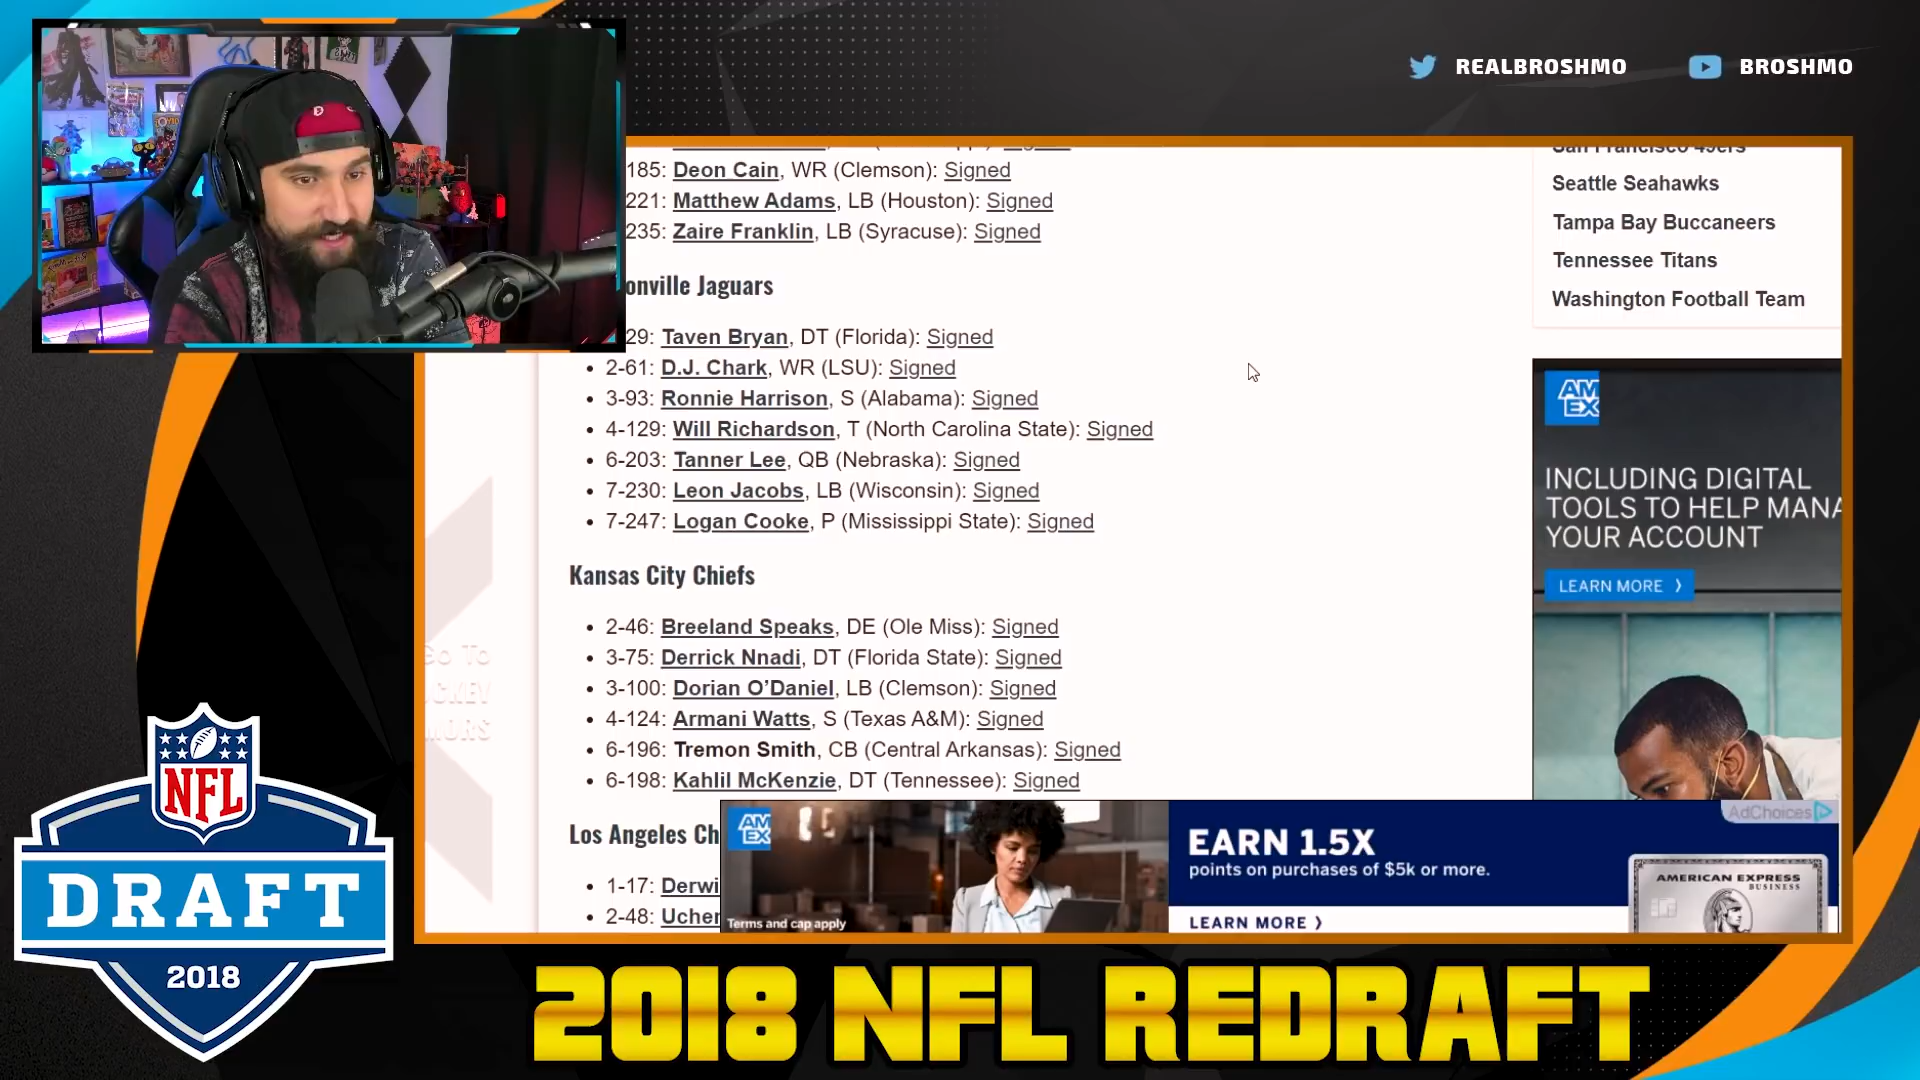 REALBROSHMO
BROSHMO
185: Deon Cain, WR (Clemson): Signed
221: Matthew Adams, LB (Houston): Signed
235: Zaire Franklin, LB (Syracuse): Signed
onville Jaguars
29: Taven Bryan, DT (Florida): Signed
• 2-61: D.J. Chark, WR (LSU): Signed
• 3-93: Ronnie Harrison, S (Alabama): Signed
• 4-129: Will Richardson, T (North Carolina State): Signed
• 6-203: Tanner Lee, QB (Nebraska): Signed
• 7-230: Leon Jacobs, LB (Wisconsin): Signed
• 7-247: Logan Cooke, P (Mississippi State): Signed
Kansas City Chiefs
• 2-46: Breeland Speaks, DE (Ole Miss): Signed
• 3-75: Derrick Nnadi, DT (Florida State): Signed
• 3-100: Dorian O'Daniel, LB (Clemson): Signed
• 4-124: Armani Watts, S (Texas A&M): Signed
• 6-196: Tremon Smith, CB (Central Arkansas): Signed
• 6-198: Kahlil McKenzie, DT (Tennessee): Signed
Los Angeles Ch
• 1-17: Derwi
• 2-48: Ucher
San Francisco 49ers
Seattle Seahawks
Tampa Bay Buccaneers
Tennessee Titans
Washington Football Team
AM
EX
INCLUDING DIGITAL
TOOLS TO HELP MANA
YOUR ACCOUNT
LEARN MORE
AM
EX
Terms and cap apply
EARN 1.5X
points on purchases of $5k or more.
LEARN MORE
AdChoices
AMERICAN EXPRESS
BUSINESS
NFL
DRAFT
2018
2018 NFL REDRAFT